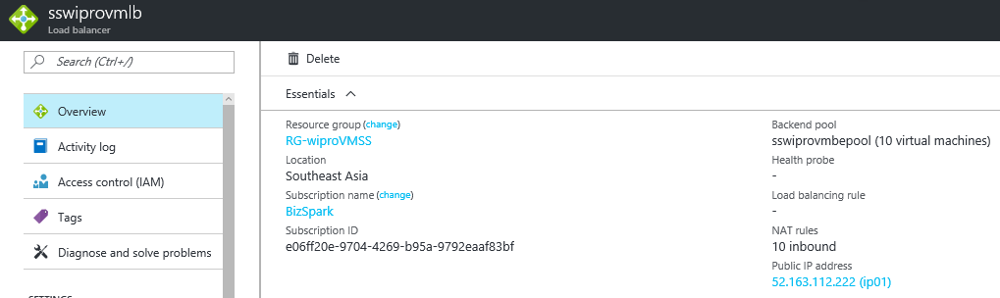 sswiprovmlb
Load balancer
Search (Ctrl+/)
Overview
Activity log
Access control (IAM)
Tags
Diagnose and solve problems
SETTINGS
Delete
Essentials
Resource group (change)
RG-wiproVMSS
Location
Southeast Asia
Subscription name (change)
BizSpark
Subscription ID
e06ff20e-9704-4269-b95a-9792eaaf83bf
Backend pool
sswiprovmbepool (10 virtual machines)
Health probe
-
Load balancing rule
-
NAT rules
10 inbound
Public IP address
52.163.112.222 (ip01)